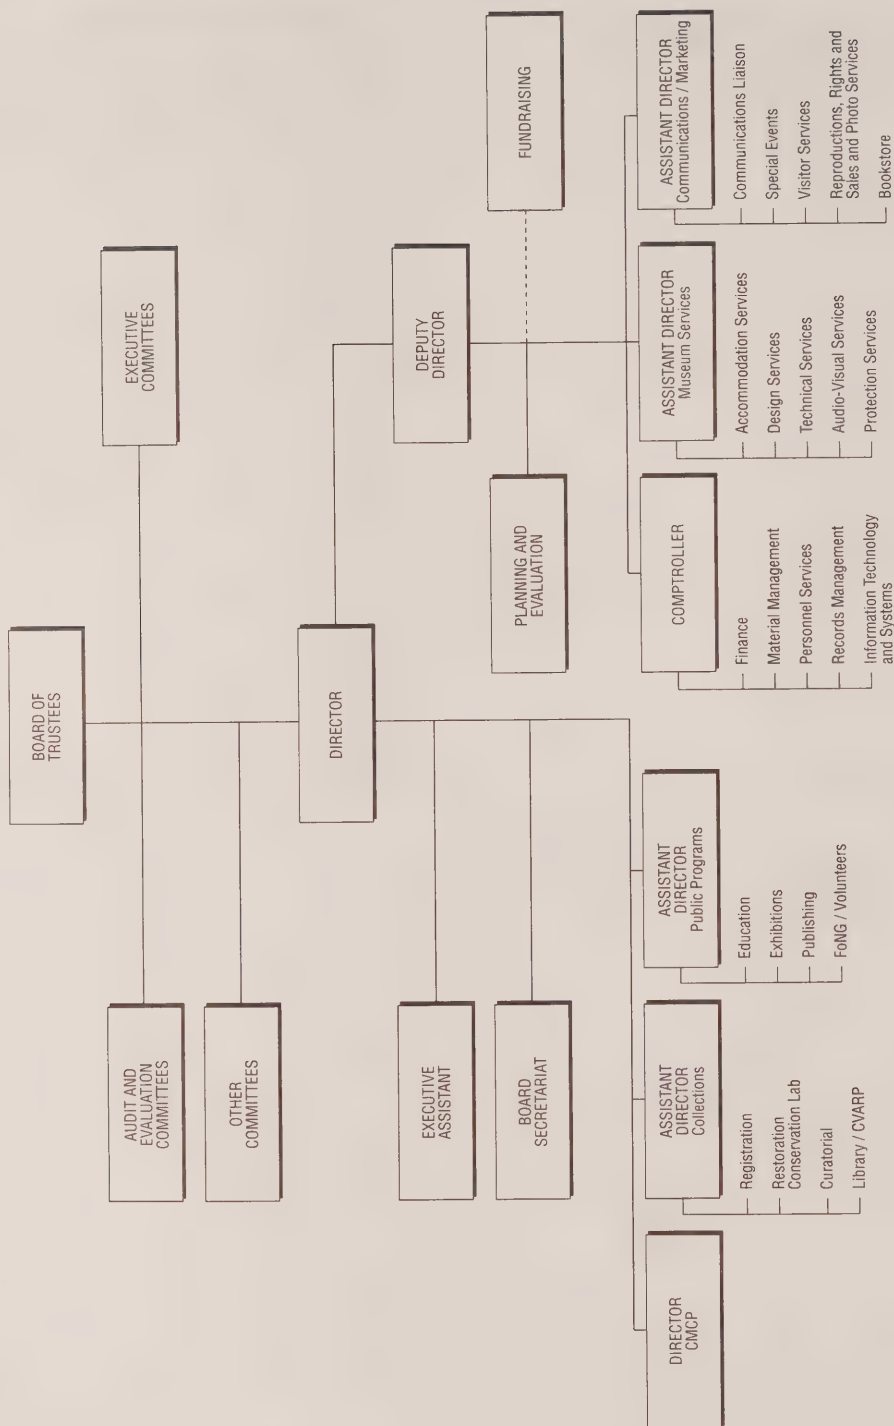 BOARD OF
TRUSTEES
AUDIT AND
EVALUATION
COMMITTEES
EXECUTIVE
COMMITTEES
OTHER
COMMITTEES
DIRECTOR
EXECUTIVE
ASSISTANT
BOARD
SECRETARIAT
DEPUTY
DIRECTOR
PLANNING AND
EVALUATION
FUNDRAISING
DIRECTOR
CMCP
ASSISTANT
DIRECTOR
Collections
Registration
Restoration
Conservation Lab
Curatorial
Library / CVARP
ASSISTANT
DIRECTOR
Public Programs
Education
Exhibitions
Publishing
FoNG / Volunteers
COMPTROLLER
Finance
Material Management
Personnel Services
Records Management
Information Technology
and Systems
ASSISTANT DIRECTOR
Museum Services
Accommodation Services
Design Services
Technical Services
Audio-Visual Services
Protection Services
ASSISTANT DIRECTOR
Communications / Marketing
Communications Liaison
Special Events
Visitor Services
Reproductions, Rights and
Sales and Photo Services
Bookstore